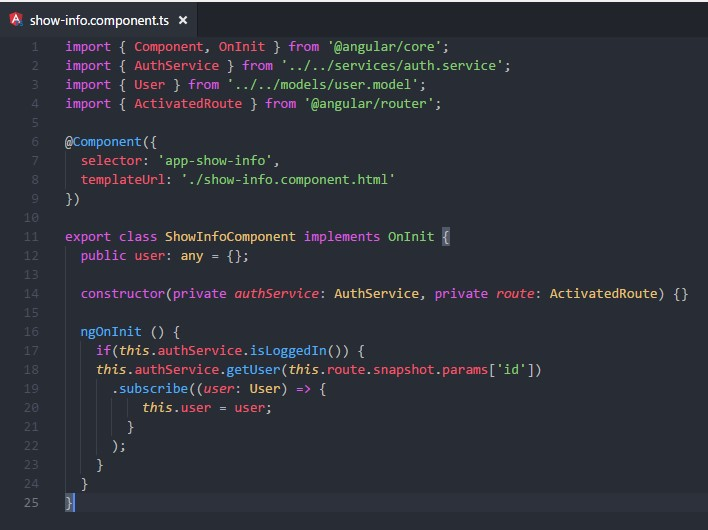 show-info.component.ts ×
1 import { Component, OnInit } from '@angular/core';
2 import { AuthService } from '../../services/auth.service';
3 import { User } from '../../models/user.model';
4 import { ActivatedRoute } from '@angular/router';
5
6 @Component({
7   selector: 'app-show-info',
8   templateUrl: './show-info.component.html'
9 })
10
11 export class ShowInfoComponent implements OnInit {
12   public user: any = {};
13
14   constructor(private authService: AuthService, private route: ActivatedRoute) {}
15
16   ngOnInit () {
17     if(this.authService.isLoggedIn()) {
18     this.authService.getUser(this.route.snapshot.params['id'])
19       .subscribe((user: User) => {
20           this.user = user;
21         }
22       );
23     }
24   }
25 }